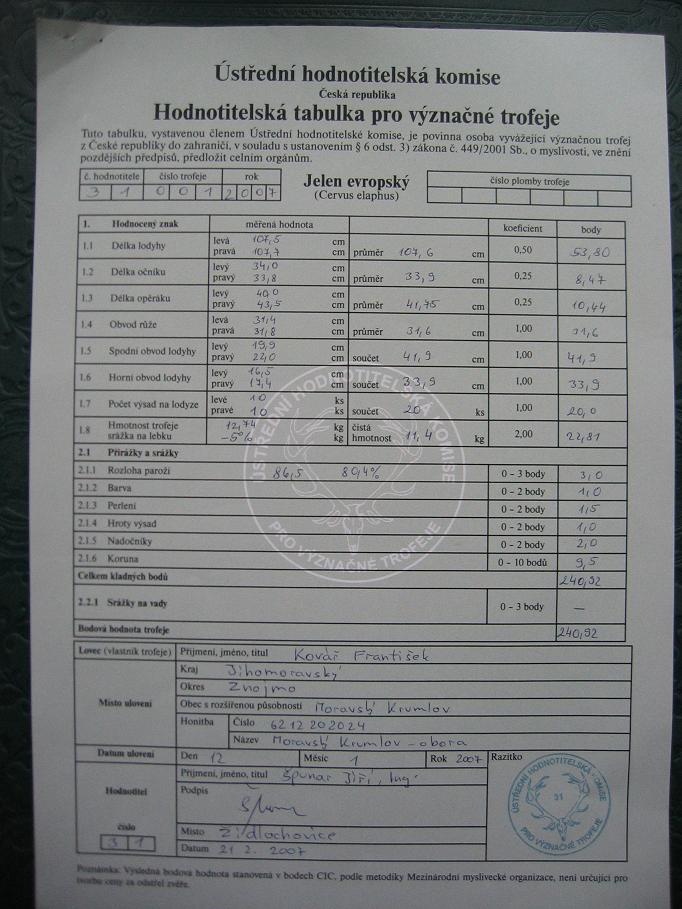 Ústřední hodnotitelská komise
Česká republika
Hodnotitelská tabulka pro význačné trofeje
Tuto tabulku, vystavenou členem Ústřední hodnotitelské komise, je povinna osoba vyvážející význačnou trofej
z České republiky do zahraničí, v souladu s ustanovením § 6 odst. 3) zákona č. 449/2001 Sb., o myslivosti, ve znění
pozdějších předpisů, předložit celním orgánům.
č. hodnotitele číslo trofeje rok
31 001 2007
Jelen evropský
(Cervus elaphus)
číslo plomby trofeje
1. Hodnocený znak měřená hodnota koeficient body
1.1 Délka lodyhy levá 107,5 cm pravá 107,7 cm průměr 107,6 cm 0,50 53,80
1.2 Délka očníku levý 34,0 cm pravý 33,8 cm průměr 33,9 cm 0,25 8,47
1.3 Délka opěráku levý 40,0 cm pravý 43,5 cm průměr 41,75 cm 0,25 10,44
1.4 Obvod růže levá 31,4 cm pravá 31,8 cm průměr 31,6 cm 1,00 31,6
1.5 Spodní obvod lodyhy levý 19,9 cm pravý 22,0 cm součet 41,9 cm 1,00 41,9
1.6 Horní obvod lodyhy levý 16,5 cm pravý 17,4 cm součet 33,9 cm 1,00 33,9
1.7 Počet výsad na lodyze levé 10 ks pravé 10 ks součet 20 ks 1,00 20,0
1.8 Hmotnost trofeje 12,74 kg srážka na lebku -5% kg čistá hmotnost 11,4 kg 2,00 22,81
2.1 Přirážky a srážky
2.1.1 Rozloha paroží 86,5 80,4% 0 – 3 body 3,0
2.1.2 Barva 0 – 2 body 1,0
2.1.3 Perlení 0 – 2 body 1,5
2.1.4 Hroty výsad 0 – 2 body 1,0
2.1.5 Nadočníky 0 – 2 body 2,0
2.1.6 Koruna 0 – 10 bodů 9,5
Celkem kladných bodů 240,92
2.2.1 Srážky na vady 0 – 3 body —
Bodová hodnota trofeje 240,92
Lovec (vlastník trofeje) Příjmení, jméno, titul Kovář František
Místo ulovení
Kraj Jihomoravský
Okres Znojmo
Obec s rozšířenou působností Moravský Krumlov
Honitba Číslo 6212202024
Název Moravský Krumlov – obora
Datum ulovení Den 12 Měsíc 1 Rok 2007 Razítko
Hodnotitel
Příjmení, jméno, titul Špunar Jiří, Ing.
Podpis
číslo
31
Místo Židlochovice
Datum 21 2. 2007
ÚSTŘEDNÍ HODNOTITELSKÁ KOMISE
31
PRO VÝZNAČNÉ TROFEJE
Poznámka: Výsledná bodová hodnota stanovená v bodech CIC, podle metodiky Mezinárodní myslivecké organizace, není určující pro
tvorbu ceny za odstřel zvěře.
ÚSTŘEDNÍ HODNOTITELSKÁ KOMISE
PRO VÝZNAČNÉ TROFEJE